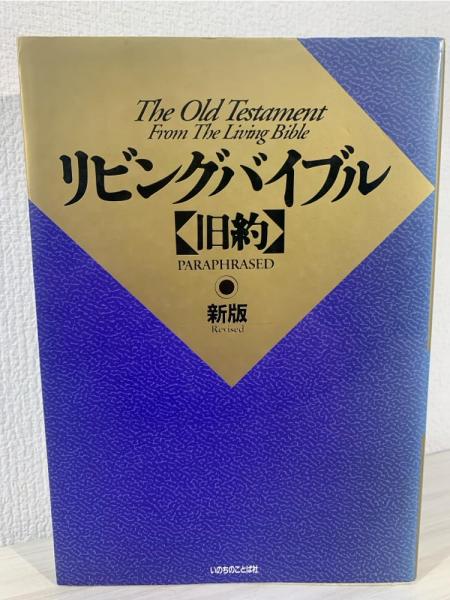 The Old Testament
From The Living Bible
リビングバイブル
【旧約】
PARAPHRASED
新版
Revised
いのちのことば社